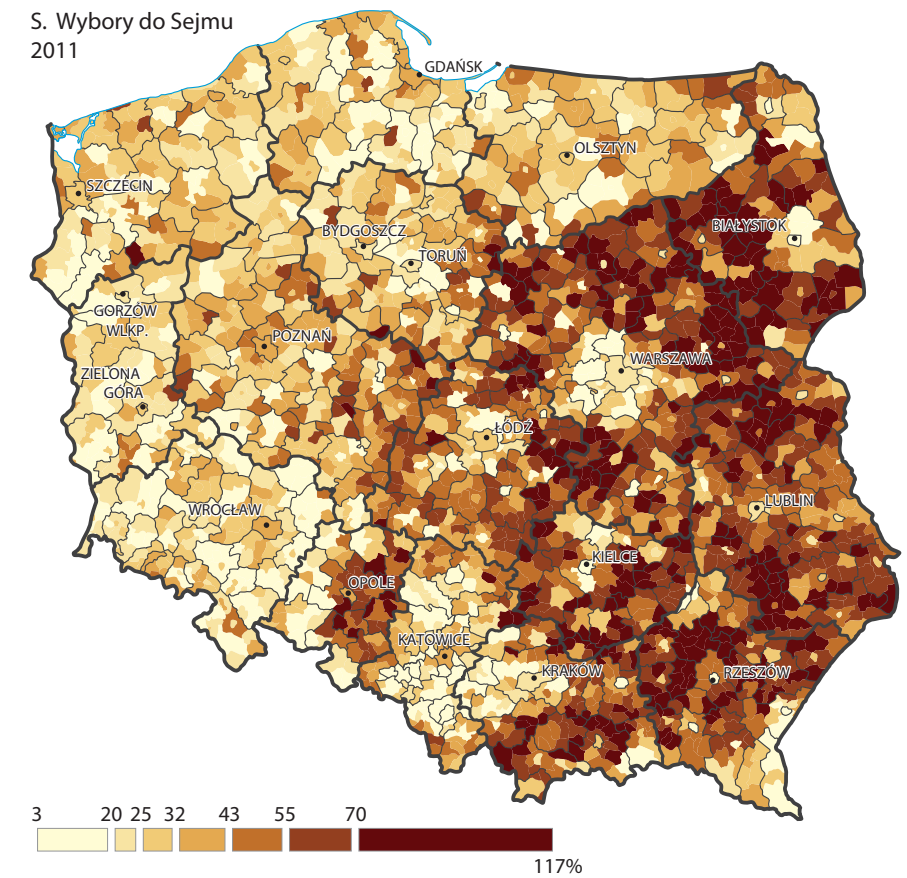 S. Wybory do Sejmu
2011
GDAŃSK
OLSZTYN
SZCZECIN
BIAŁYSTOK
BYDGOSZCZ
TORUŃ
GORZÓW
WLKP.
POZNAŃ
WARSZAWA
ZIELONA
GÓRA
ŁÓDŹ
LUBLIN
WROCŁAW
KIELCE
OPOLE
KATOWICE
KRAKÓW
RZESZÓW
3 20 25 32 43 55 70
117%